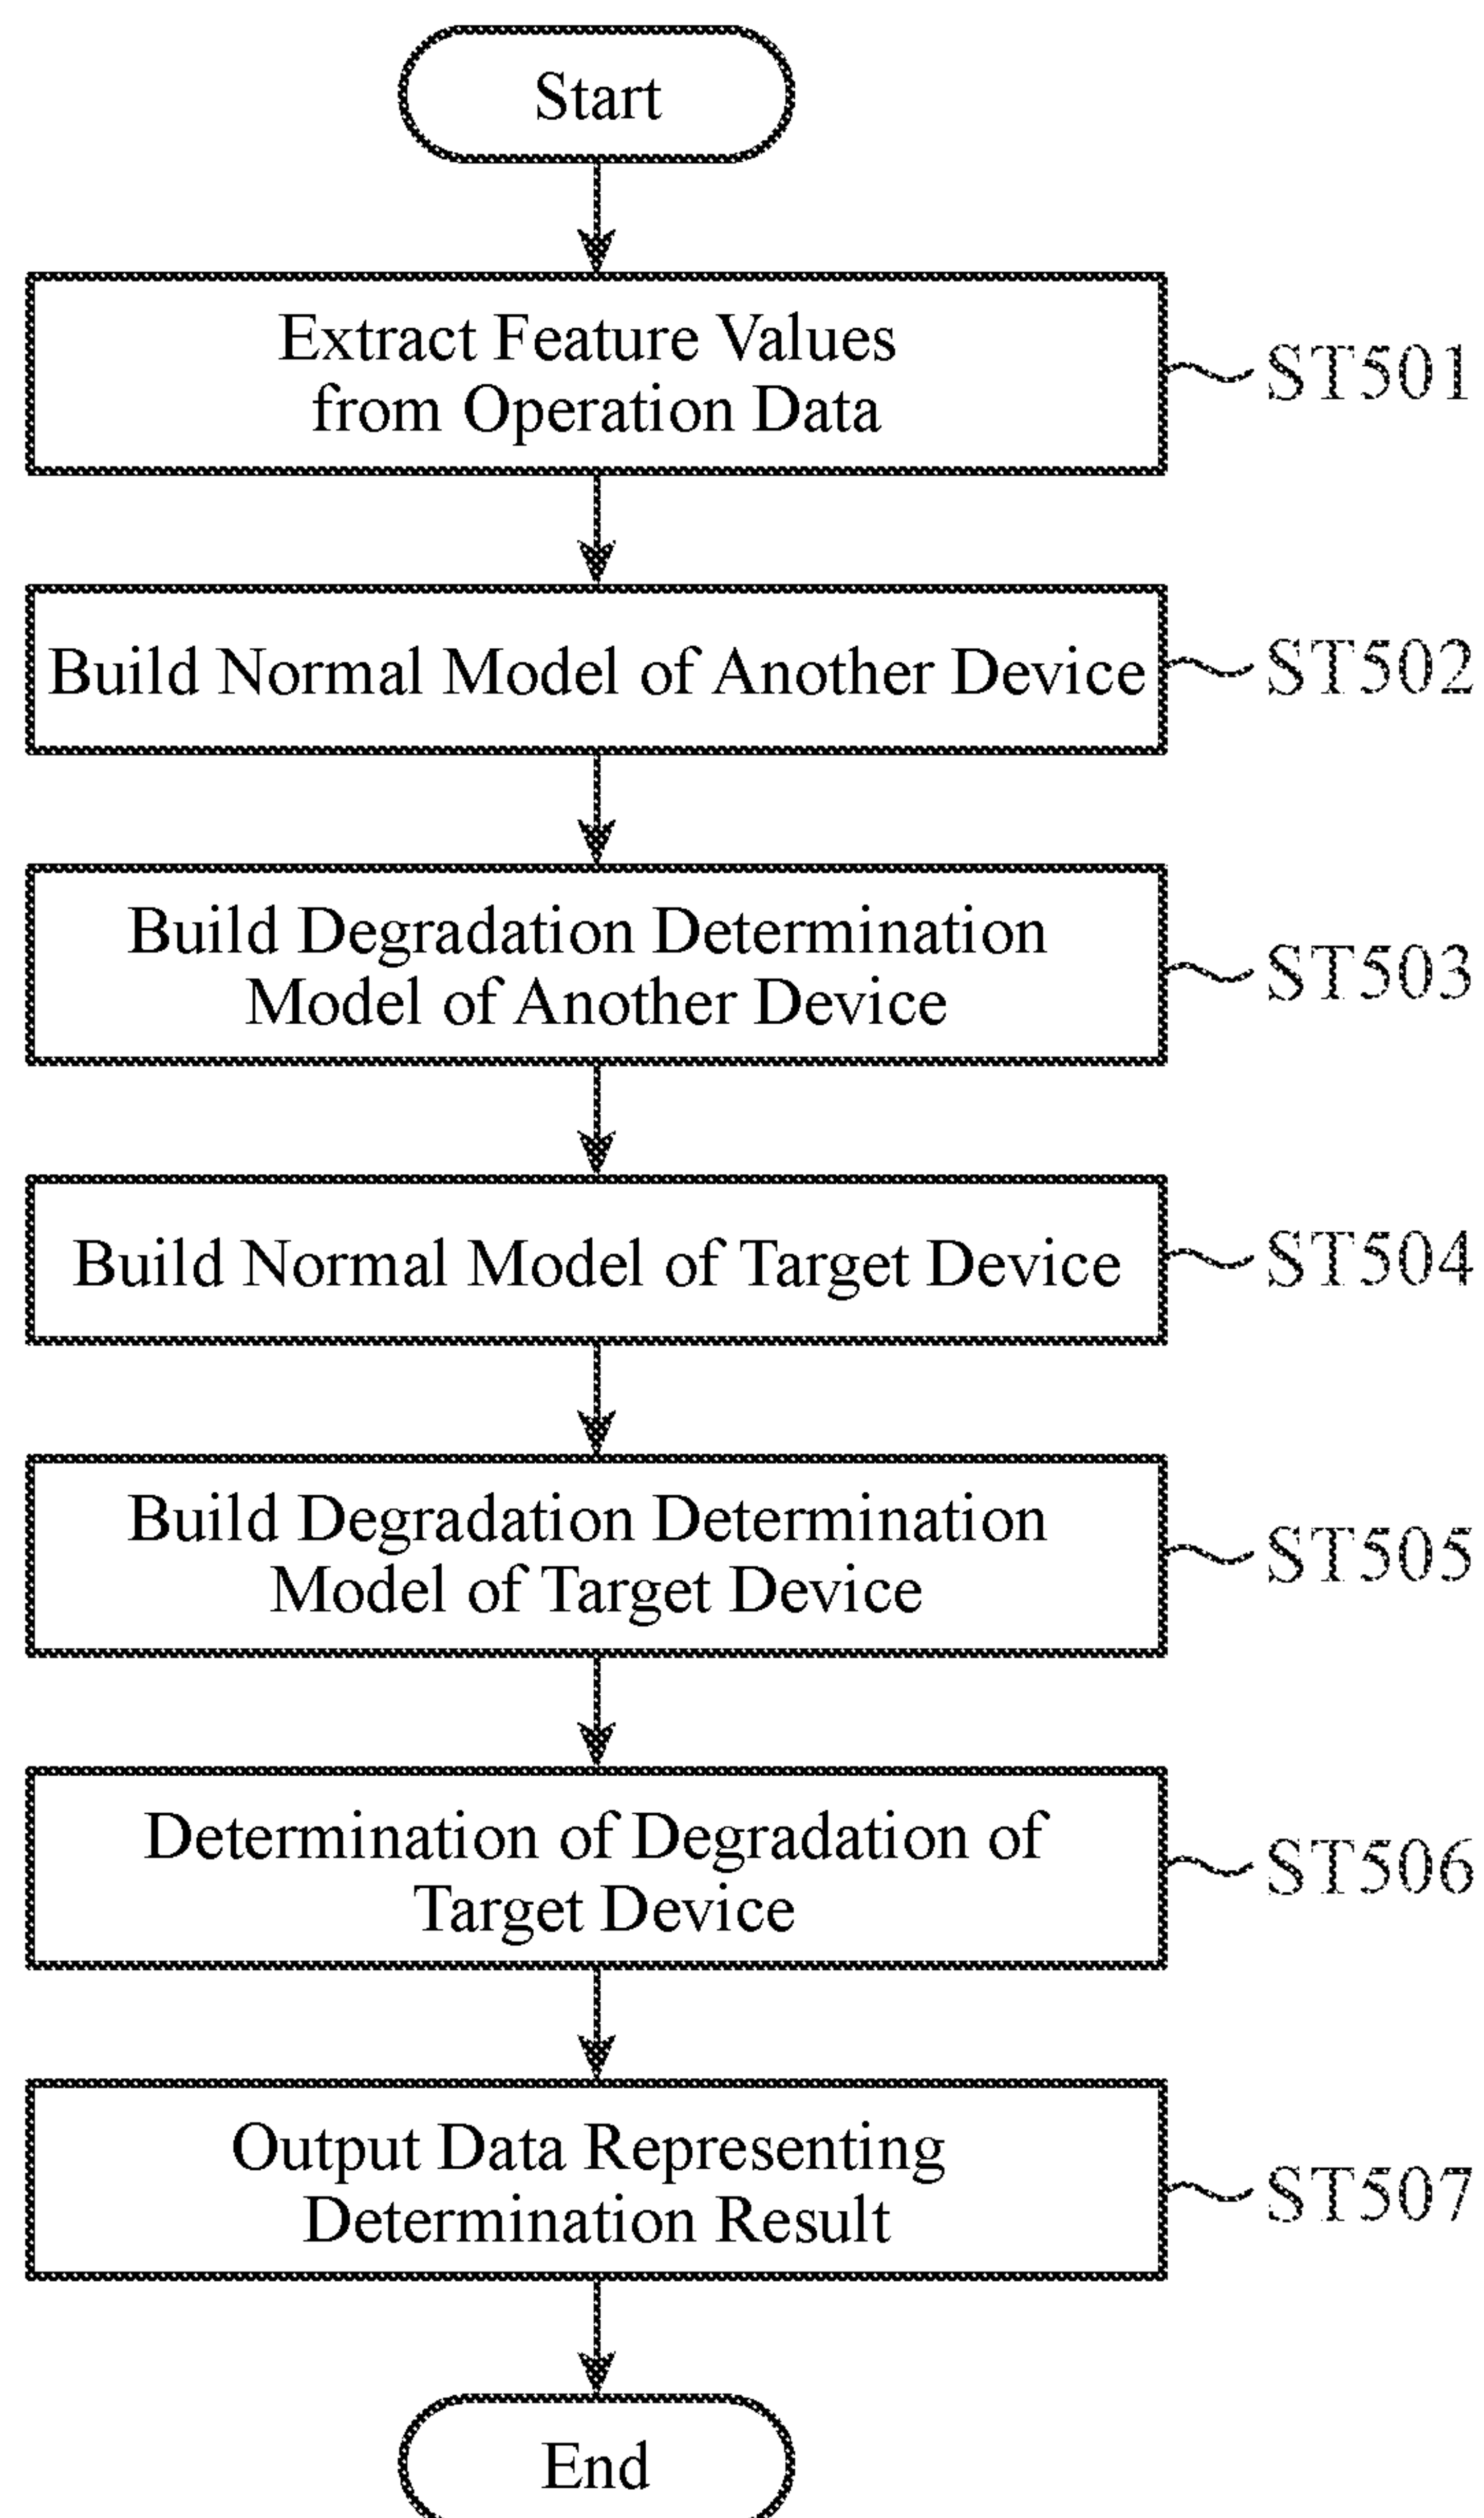 Start
Extract Feature Values
from Operation Data
ST501
Build Normal Model of Another Device
ST502
Build Degradation Determination
Model of Another Device
ST503
Build Normal Model of Target Device
ST504
Build Degradation Determination
Model of Target Device
ST505
Determination of Degradation of
Target Device
ST506
Output Data Representing
Determination Result
ST507
End